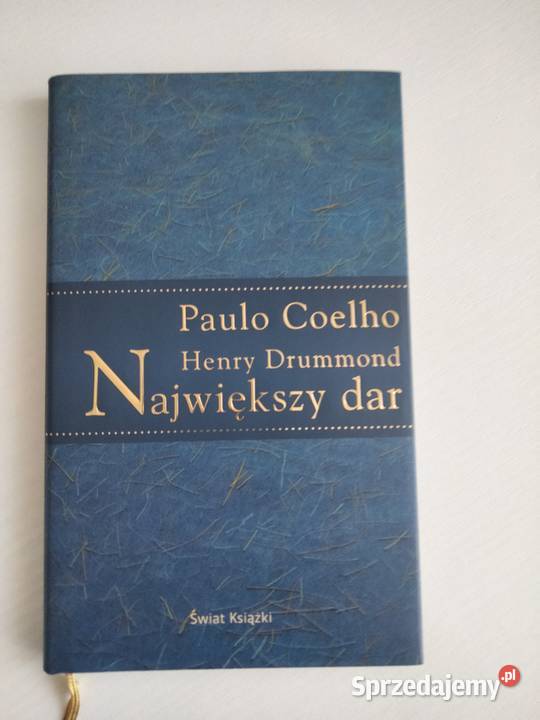 Paulo Coelho
Henry Drummond
Największy dar
Świat Książki
Sprzedajemy.pl